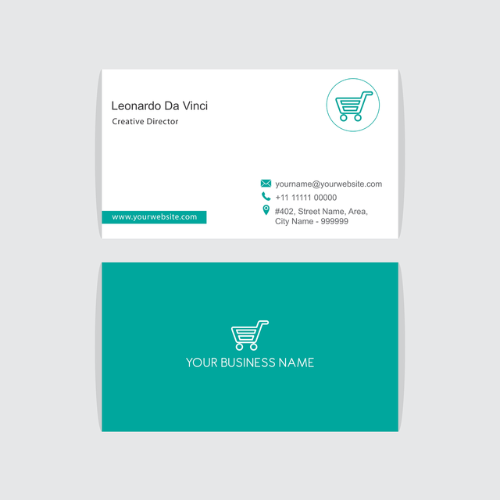 Leonardo Da Vinci
Creative Director
yourname@yourwebsite.com
+11 11111 00000
#402, Street Name, Area,
City Name - 999999
www.yourwebsite.com
YOUR BUSINESS NAME